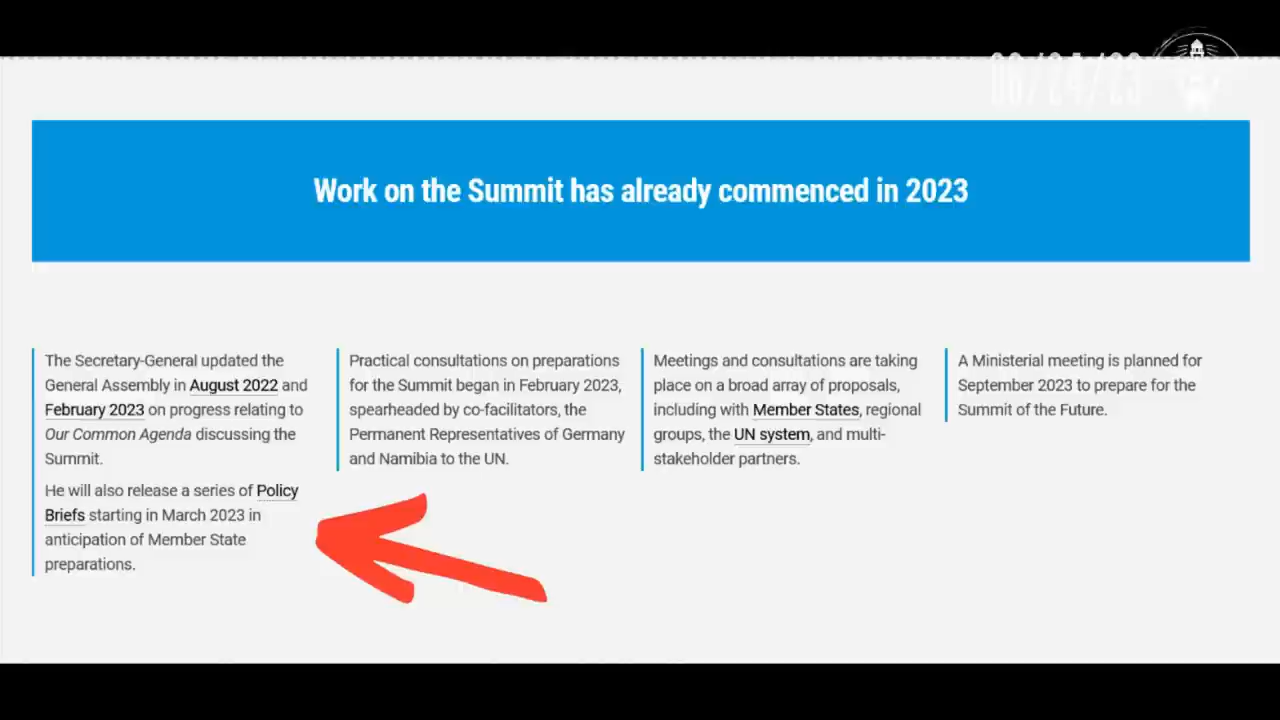 06/24/23
Work on the Summit has already commenced in 2023
The Secretary-General updated the
General Assembly in August 2022 and
February 2023 on progress relating to
Our Common Agenda discussing the
Summit.
He will also release a series of Policy
Briefs starting in March 2023 in
anticipation of Member State
preparations.
Practical consultations on preparations
for the Summit began in February 2023,
spearheaded by co-facilitators, the
Permanent Representatives of Germany
and Namibia to the UN.
Meetings and consultations are taking
place on a broad array of proposals,
including with Member States, regional
groups, the UN system, and multi-
stakeholder partners.
A Ministerial meeting is planned for
September 2023 to prepare for the
Summit of the Future.